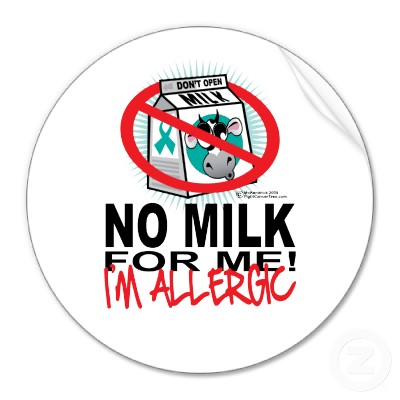 DON'T OPEN
MILK
NO MILK
FOR ME!
I'M ALLERGIC
Z